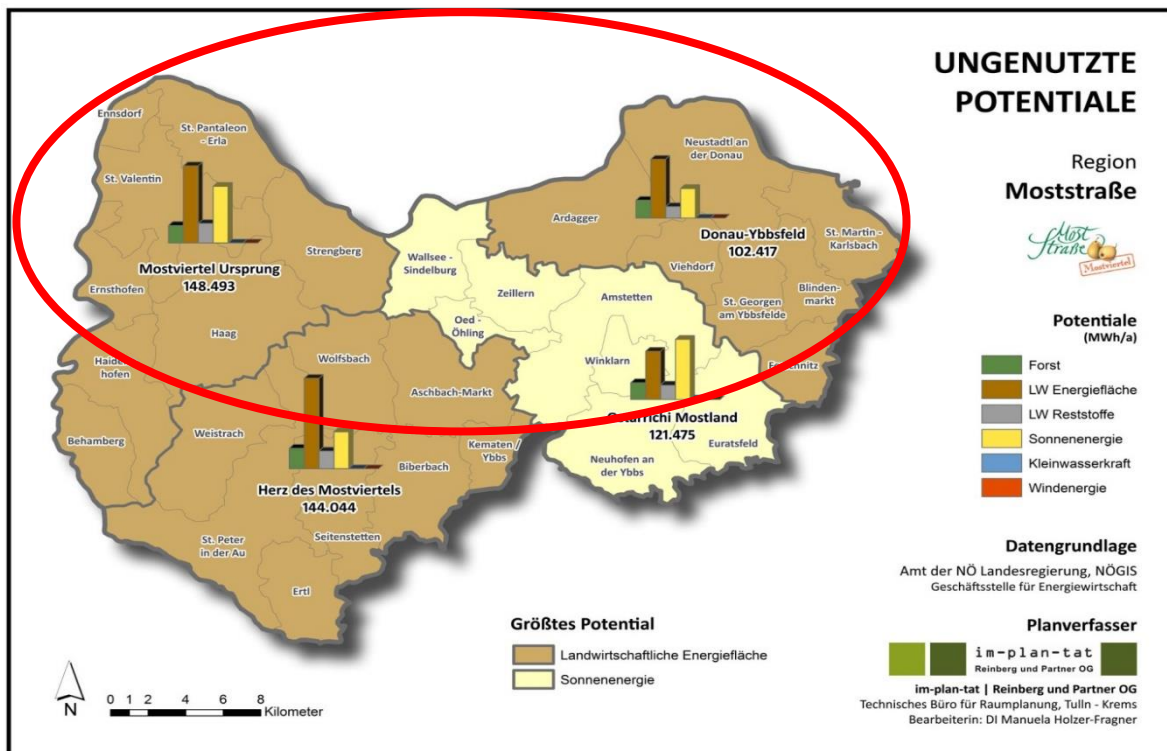 UNGENUTZTE
POTENTIALE
Region
Moststraße
Most
Straße
Mostviertel
Potentiale
(MWh/a)
Forst
LW Energiefläche
LW Reststoffe
Sonnenenergie
Kleinwasserkraft
Windenergie
Datengrundlage
Amt der NÖ Landesregierung, NÖGIS
Geschäftsstelle für Energiewirtschaft
Planverfasser
im-plan-tat
Reinberg und Partner OG
im-plan-tat | Reinberg und Partner OG
Technisches Büro für Raumplanung, Tulln - Krems
Bearbeiterin: DI Manuela Holzer-Fragner
Ennsdorf
St. Pantaleon
- Erla
St. Valentin
Strengberg
Mostviertel Ursprung
148.493
Ernsthofen
Haag
Behamberg
Neustadtl an
der Donau
Ardagger
Donau-Ybbsfeld
102.417
St. Martin -
Karlsbach
Viehdorf
Blinden-
markt
St. Georgen
am Ybbsfelde
Wallsee -
Sindelburg
Zeillern
Amstetten
Oed -
Öhling
Winklarn
Mostland
121.475
Euratsfeld
Neuhofen an
der Ybbs
Wolfsbach
Aschbach-Markt
Weistrach
Kematen /
Ybbs
Biberbach
Herz des Mostviertels
144.044
St. Peter
in der Au
Seitenstetten
Ertl
Größtes Potential
Landwirtschaftliche Energiefläche
Sonnenenergie
N
0 1 2 4 6 8
Kilometer